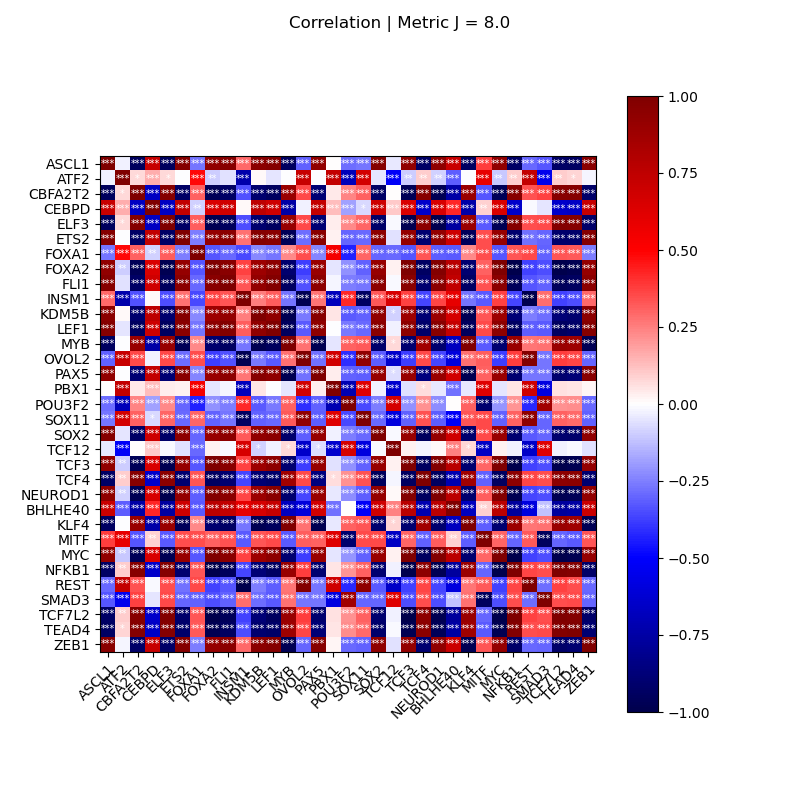 Correlation | Metric J = 8.0
ASCL1
ATF2
CBFA2T2
CEBPD
ELF3
ETS2
FOXA1
FOXA2
FLI1
INSM1
KDM5B
LEF1
MYB
OVOL2
PAX5
PBX1
POU3F2
SOX11
SOX2
TCF12
TCF3
TCF4
NEUROD1
BHLHE40
KLF4
MITF
MYC
NFKB1
REST
SMAD3
TCF7L2
TEAD4
ZEB1
ASCL1
ATF2
CBFA2T2
CEBPD
ELF3
ETS2
FOXA1
FOXA2
FLI1
INSM1
KDM5B
LEF1
MYB
OVOL2
PAX5
PBX1
POU3F2
SOX11
SOX2
TCF12
TCF3
TCF4
NEUROD1
BHLHE40
KLF4
MITF
MYC
NFKB1
REST
SMAD3
TCF7L2
TEAD4
ZEB1
1.00
0.75
0.50
0.25
0.00
−0.25
−0.50
−0.75
−1.00